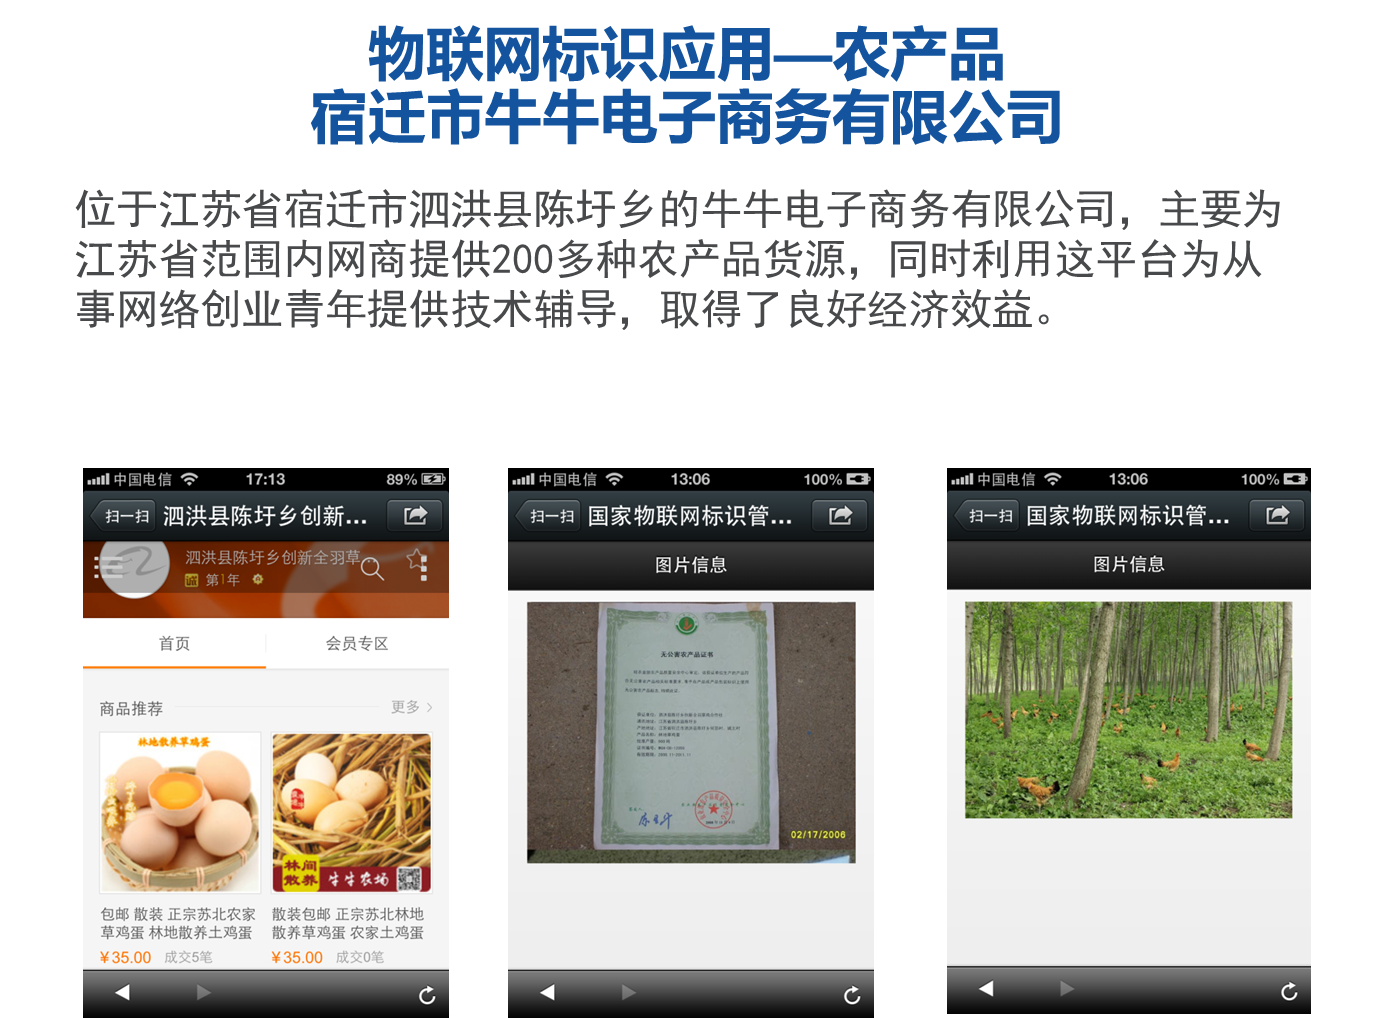 物联网标识应用—农产品
宿迁市牛牛电子商务有限公司
位于江苏省宿迁市泗洪县陈圩乡的牛牛电子商务有限公司，主要为
江苏省范围内网商提供200多种农产品货源，同时利用这平台为从
事网络创业青年提供技术辅导，取得了良好经济效益。
中国电信 17:13 89%
扫一扫 泗洪县陈圩乡创新...
泗洪县陈圩乡创新全羽草...
诚 第1年
首页 会员专区
商品推荐 更多
林地散养草鸡蛋
林间
散养 牛牛农场
包邮 散装 正宗苏北农家
草鸡蛋 林地散养土鸡蛋
¥35.00 成交5笔
散装包邮 正宗苏北林地
散养草鸡蛋 农家土鸡蛋
¥35.00 成交0笔
中国电信 13:06 100%
扫一扫 国家物联网标识管...
图片信息
无公害农产品证书
02/17/2006
中国电信 13:06 100%
扫一扫 国家物联网标识管...
图片信息